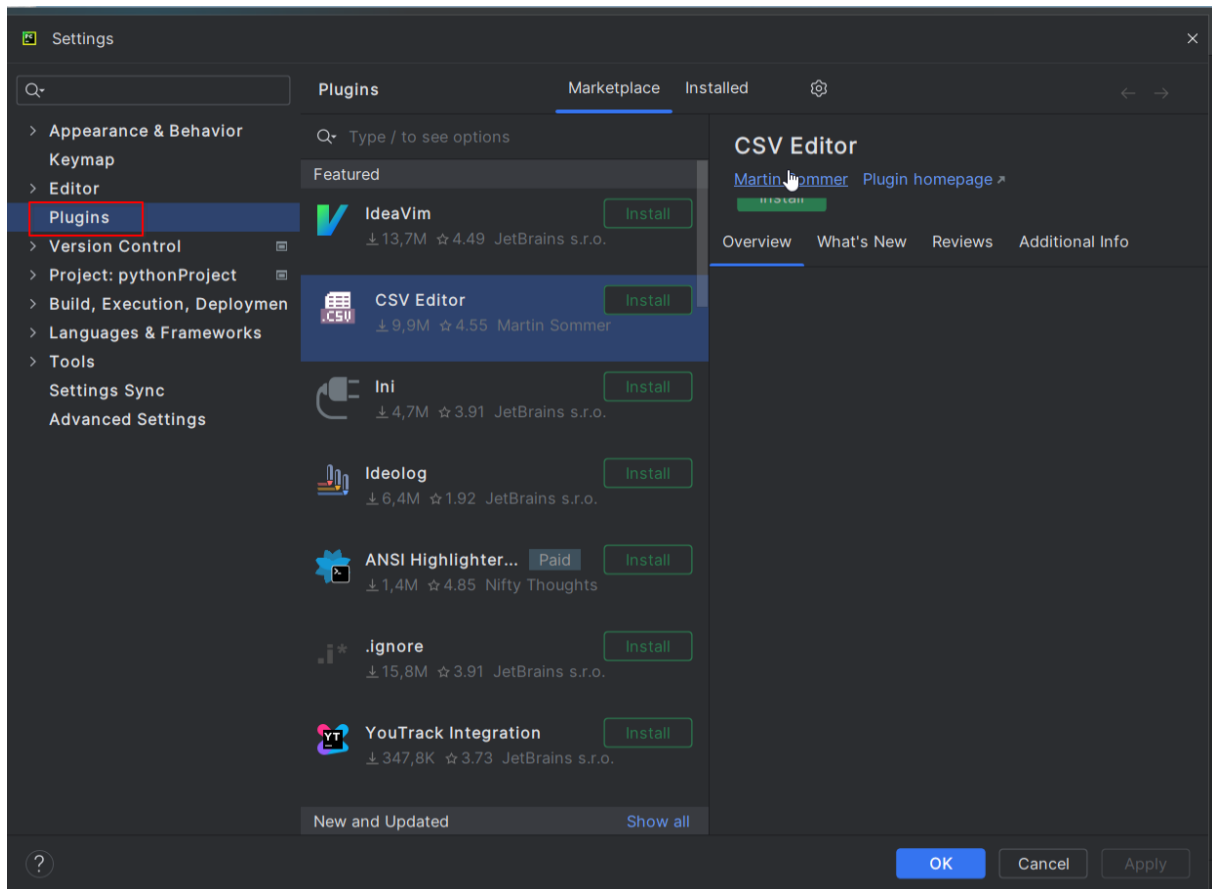 Settings
Plugins
Marketplace
Installed
Appearance & Behavior
Keymap
Editor
Plugins
Version Control
Project: pythonProject
Build, Execution, Deploymen
Languages & Frameworks
Tools
Settings Sync
Advanced Settings
Type / to see options
Featured
IdeaVim
Install
13,7M 4.49 JetBrains s.r.o.
CSV Editor
Install
.CSV
9,9M 4.55 Martin Sommer
Ini
Install
4,7M 3.91 JetBrains s.r.o.
Ideolog
Install
6,4M 1.92 JetBrains s.r.o.
ANSI Highlighter... Paid
Install
1,4M 4.85 Nifty Thoughts
.i*
.ignore
Install
15,8M 3.91 JetBrains s.r.o.
YT
YouTrack Integration
Install
347,8K 3.73 JetBrains s.r.o.
New and Updated
Show all
CSV Editor
Martin Sommer Plugin homepage
Install
Overview What's New Reviews Additional Info
?
OK
Cancel
Apply